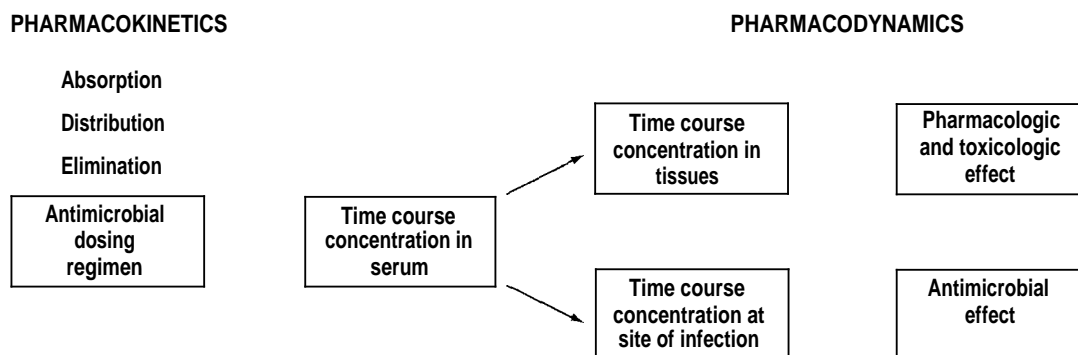 PHARMACOKINETICS
PHARMACODYNAMICS
Absorption
Distribution
Elimination
Antimicrobial
dosing
regimen
Time course
concentration in
serum
Time course
concentration in
tissues
Pharmacologic
and toxicologic
effect
Time course
concentration at
site of infection
Antimicrobial
effect